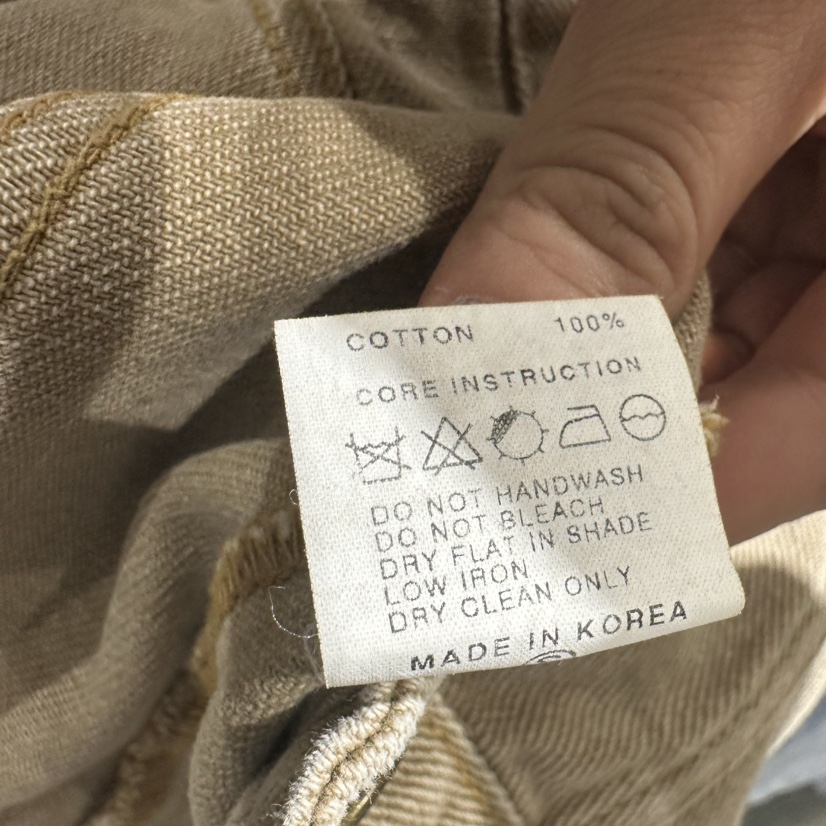 COTTON 100%
CORE INSTRUCTION
DO NOT HANDWASH
DO NOT BLEACH
DRY FLAT IN SHADE
LOW IRON
DRY CLEAN ONLY
MADE IN KOREA